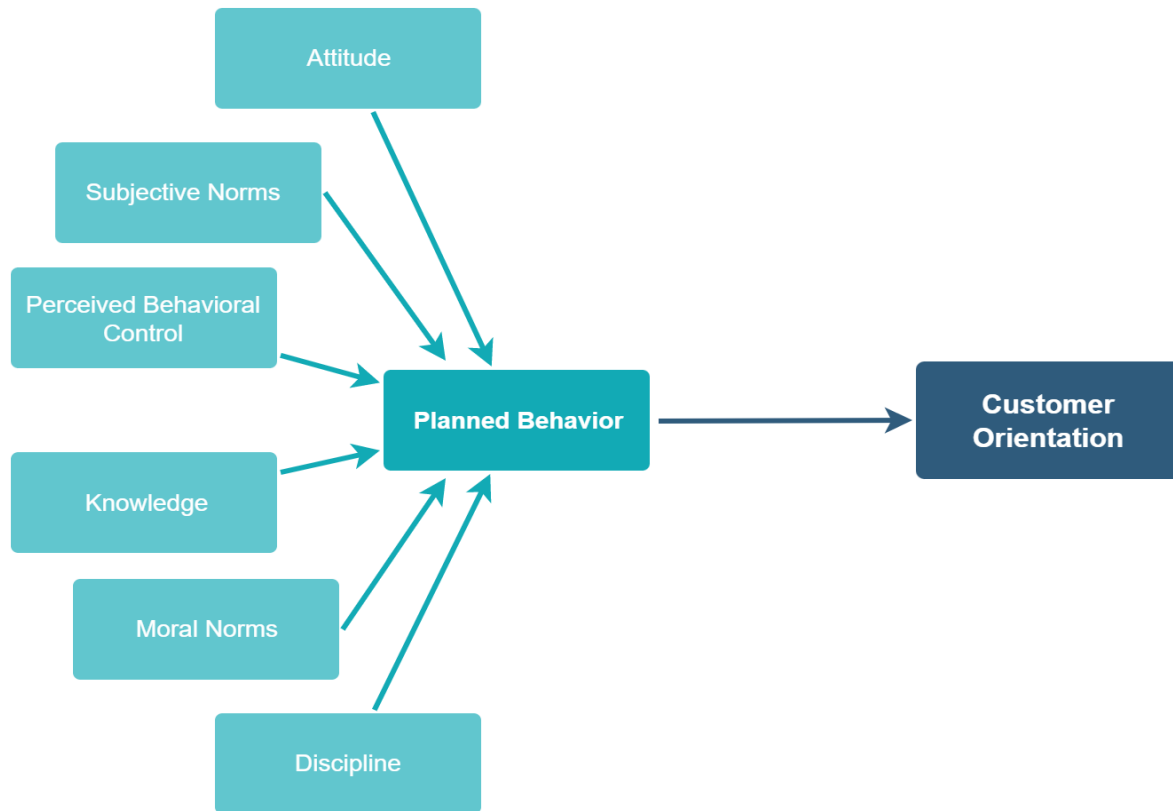 Attitude
Subjective Norms
Perceived Behavioral
Control
Knowledge
Moral Norms
Discipline
Planned Behavior
Customer
Orientation